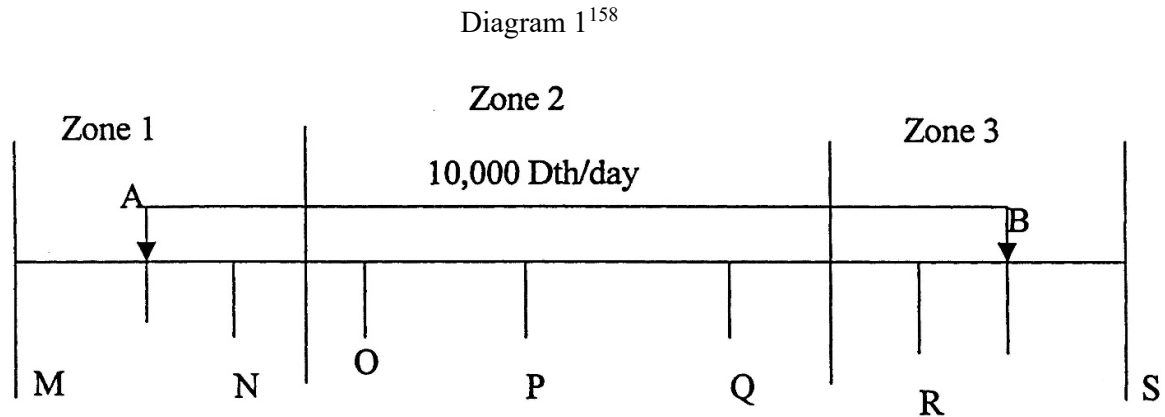 Diagram 1158
Zone 2
Zone 1
Zone 3
10,000 Dth/day
A
B
O
M
N
P
Q
R
S